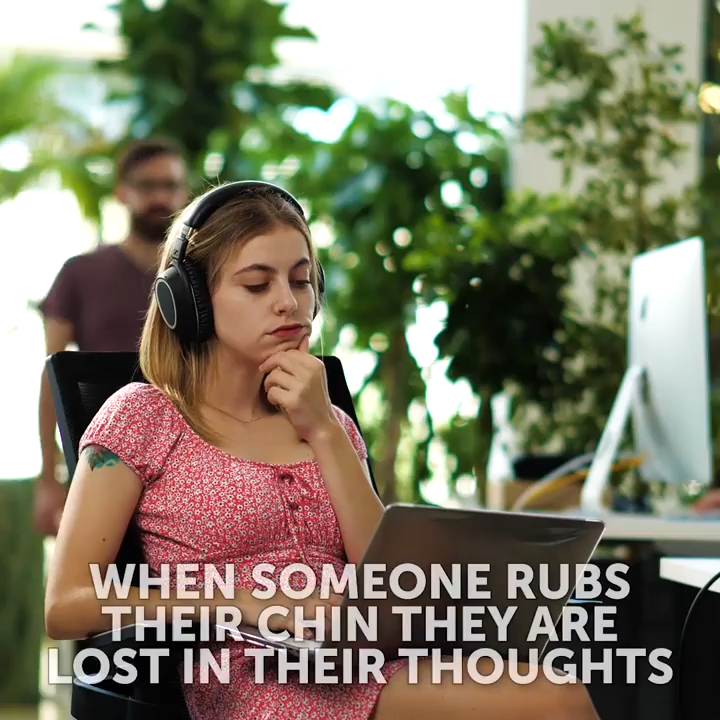 WHEN SOMEONE RUBS
THEIR CHIN THEY ARE
LOST IN THEIR THOUGHTS